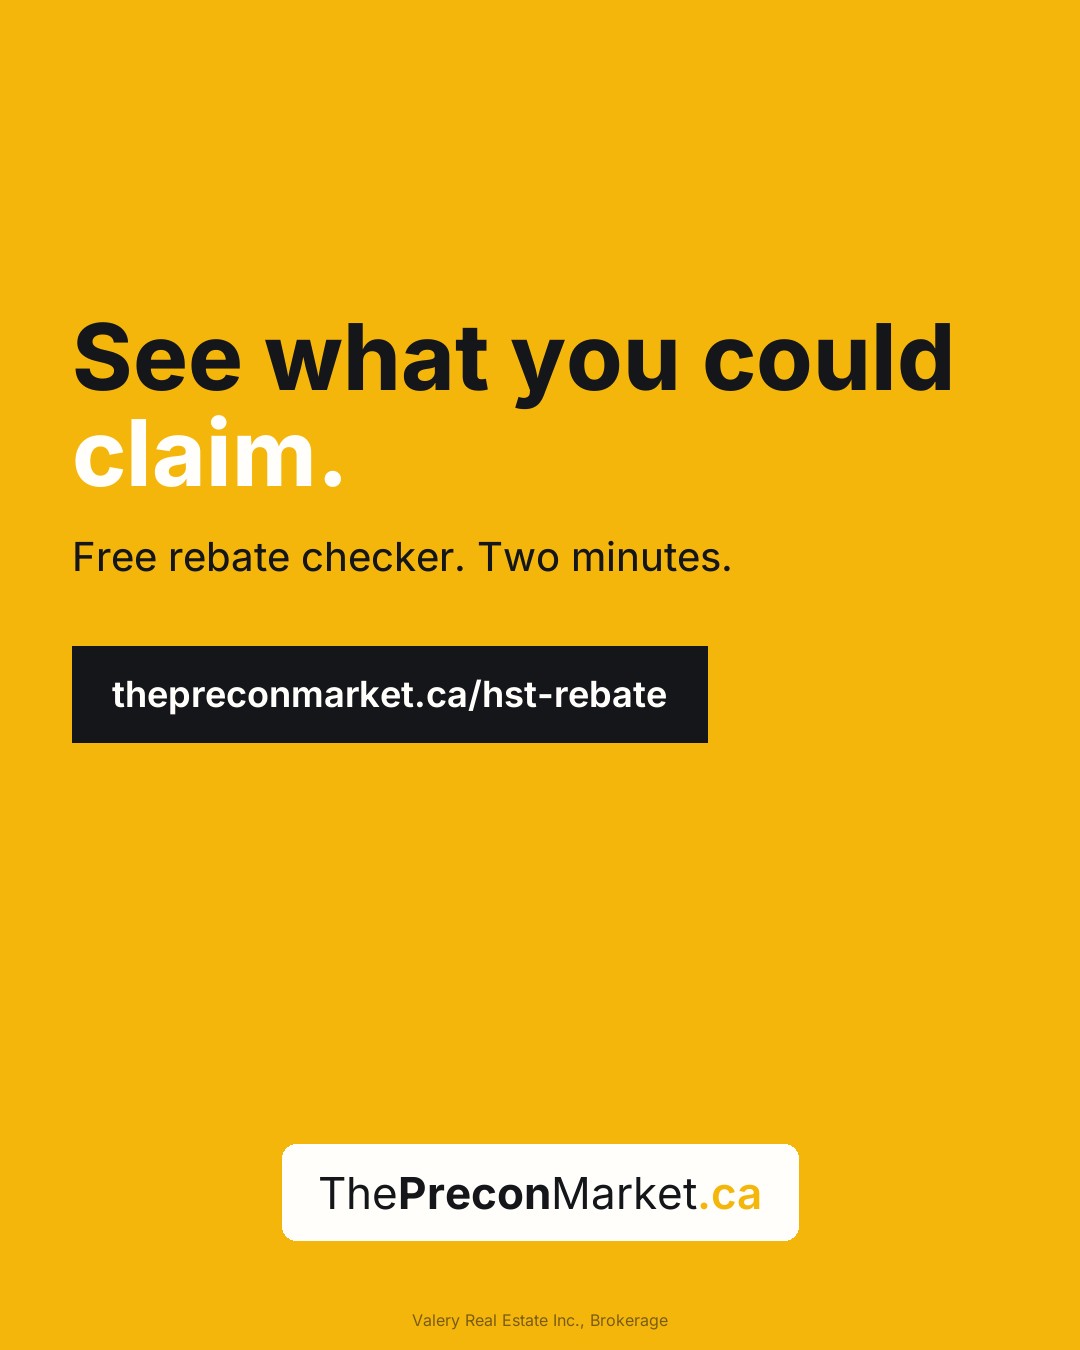 See what you could
claim.
Free rebate checker. Two minutes.
thepreconmarket.ca/hst-rebate
ThePreconMarket.ca
Valery Real Estate Inc., Brokerage